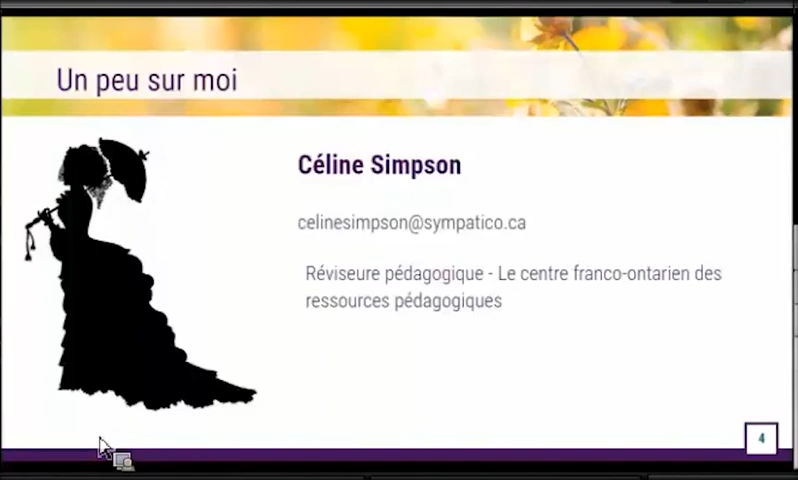 Un peu sur moi
Céline Simpson
celinesimpson@sympatico.ca
Réviseure pédagogique - Le centre franco-ontarien des
ressources pédagogiques
4